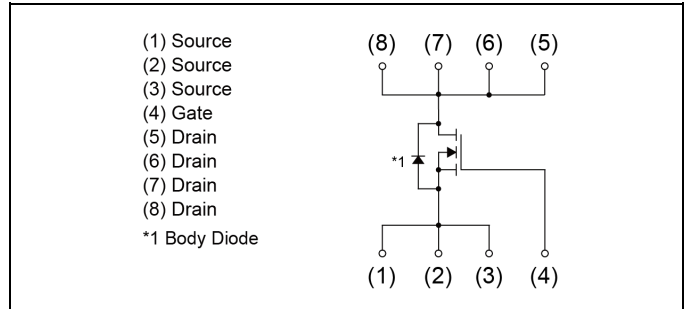 (1) Source
(2) Source
(3) Source
(4) Gate
(5) Drain
(6) Drain
(7) Drain
(8) Drain
*1 Body Diode
(8) (7) (6) (5)
*1
(1) (2) (3) (4)